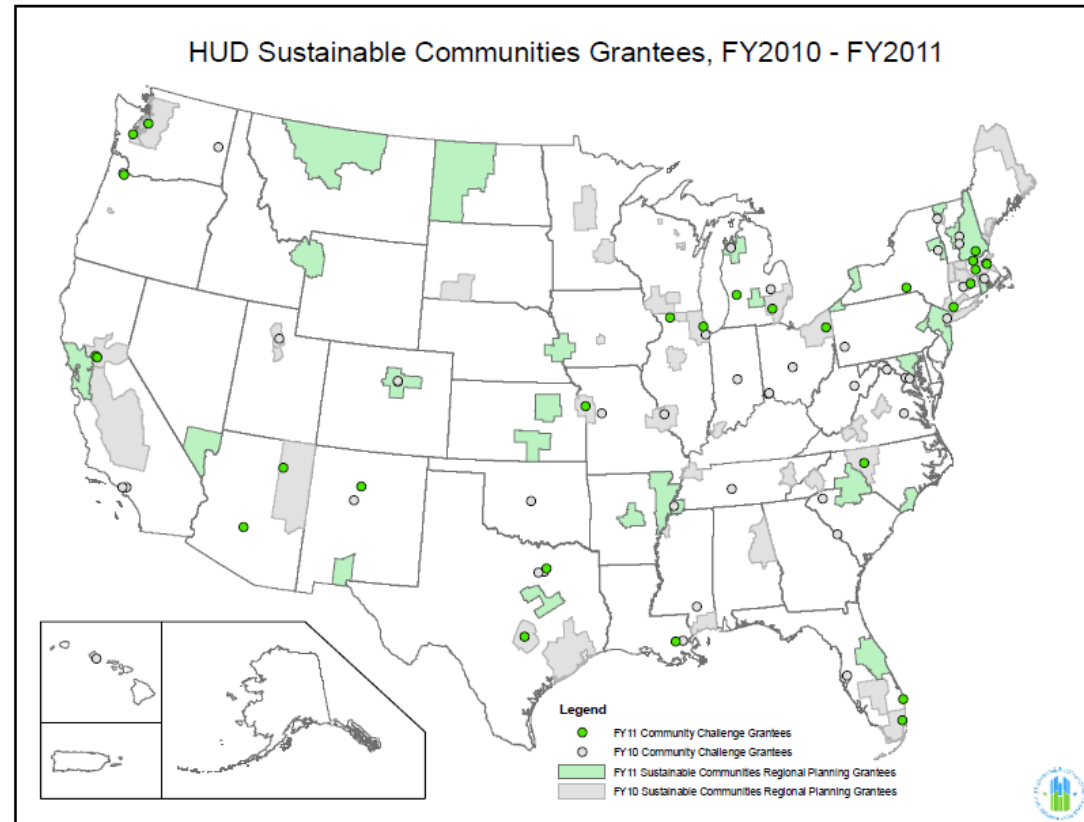 HUD Sustainable Communities Grantees, FY2010 - FY2011
Legend
FY11 Community Challenge Grantees
FY10 Community Challenge Grantees
FY11 Sustainable Communities Regional Planning Grantees
FY10 Sustainable Communities Regional Planning Grantees